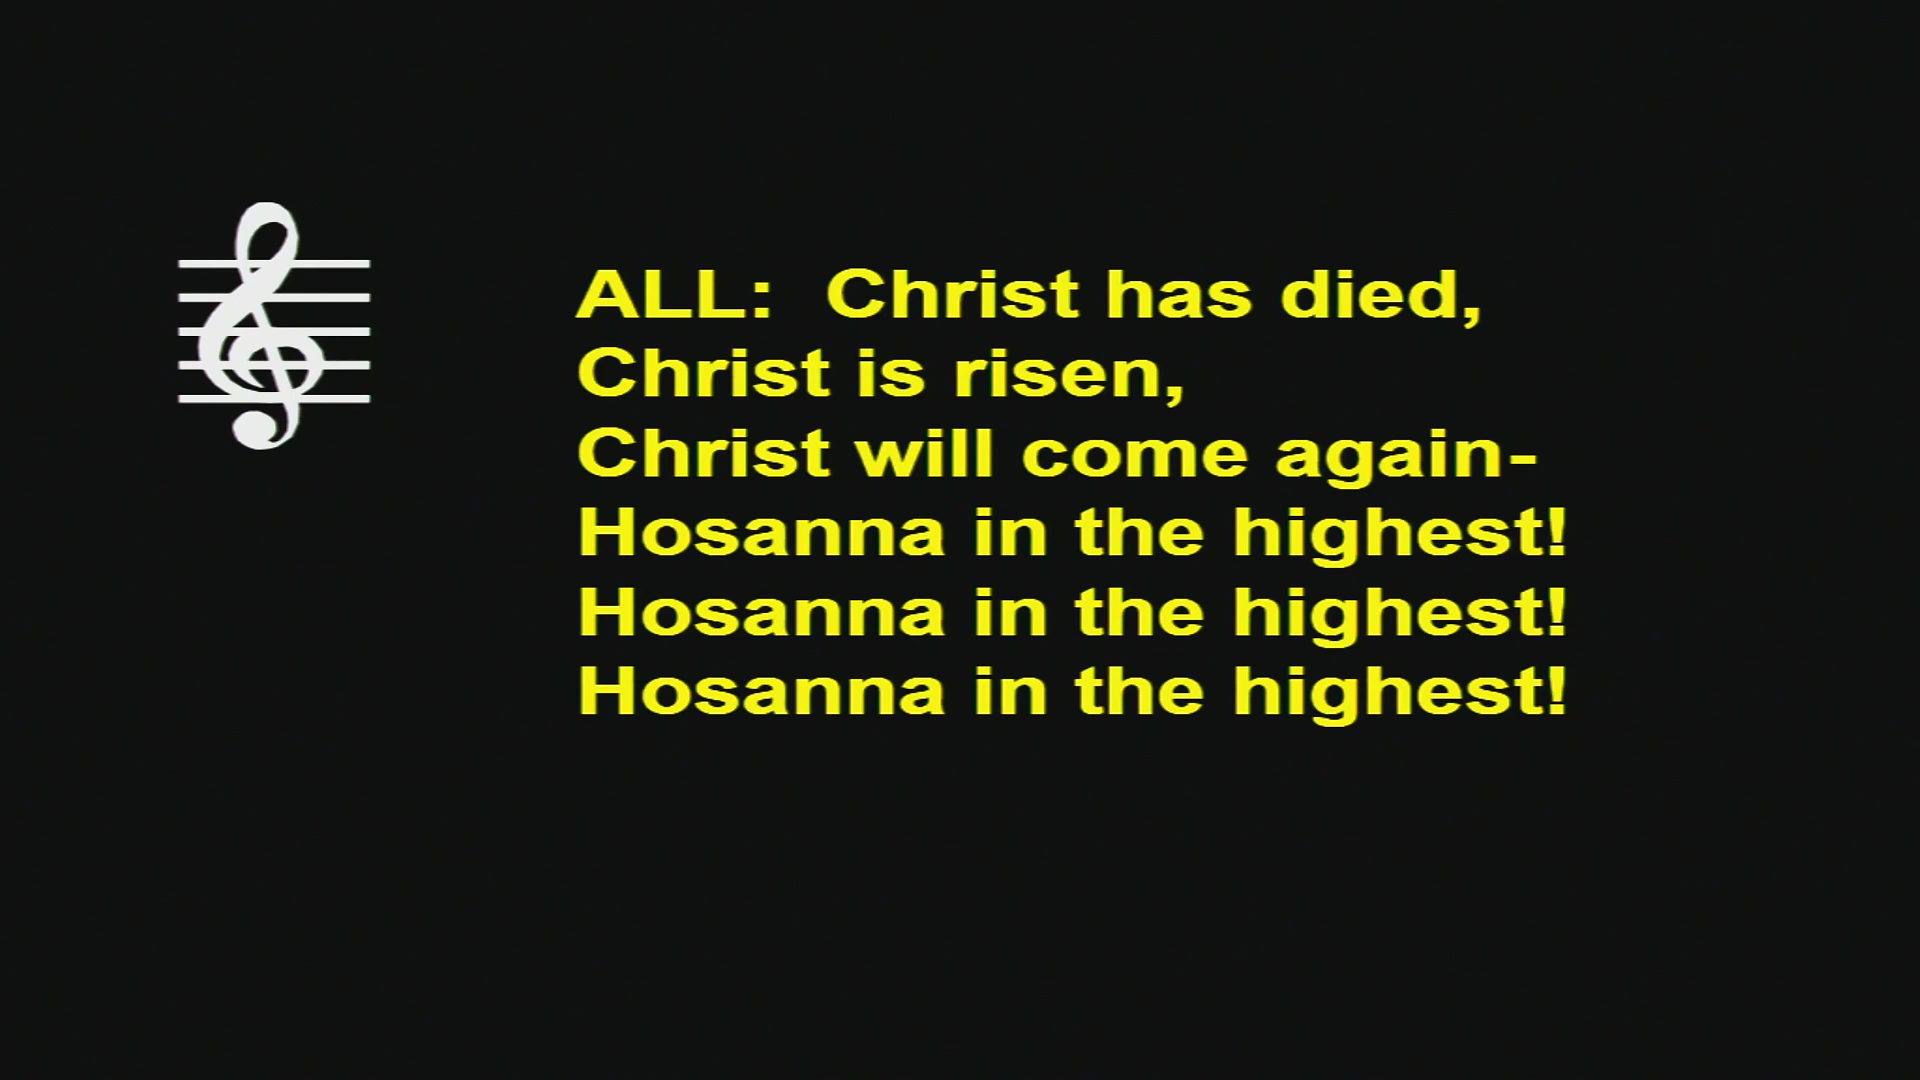 ALL:  Christ has died,
Christ is risen,
Christ will come again-
Hosanna in the highest!
Hosanna in the highest!
Hosanna in the highest!